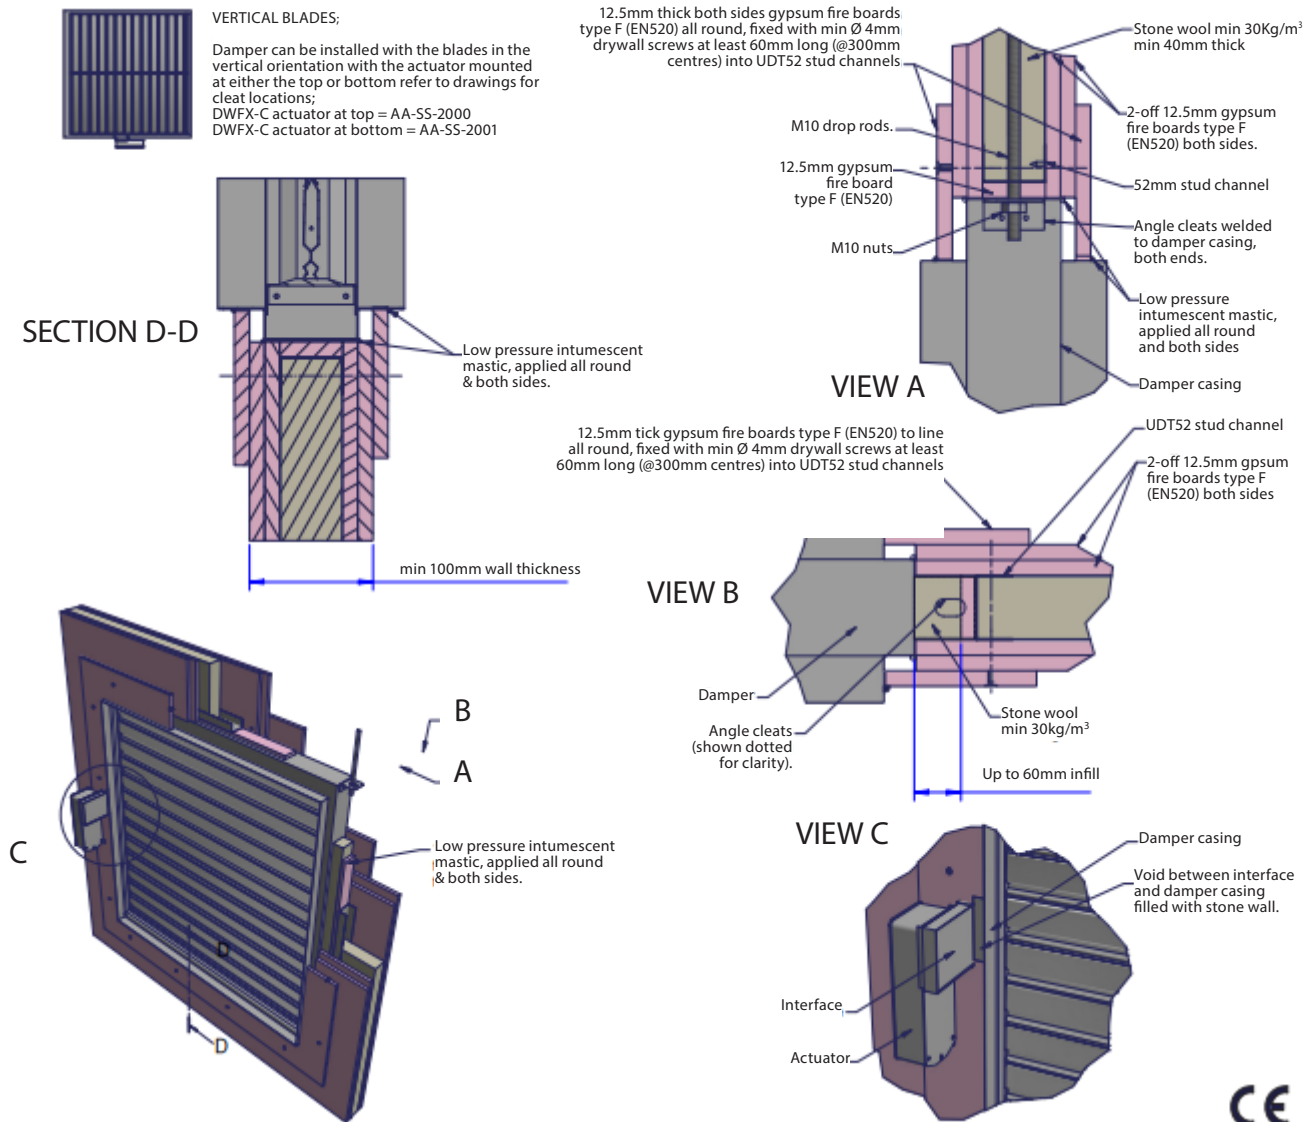 VERTICAL BLADES;
Damper can be installed with the blades in the
vertical orientation with the actuator mounted
at either the top or bottom refer to drawings for
cleat locations;
DWFX-C actuator at top = AA-SS-2000
DWFX-C actuator at bottom = AA-SS-2001
12.5mm thick both sides gypsum fire boards
type F (EN520) all round, fixed with min Ø 4mm
drywall screws at least 60mm long (@300mm
centres) into UDT52 stud channels
Stone wool min 30Kg/m³
min 40mm thick
M10 drop rods.
2-off 12.5mm gypsum
fire boards type F
(EN520) both sides.
12.5mm gypsum
fire board
type F (EN520)
52mm stud channel
M10 nuts
Angle cleats welded
to damper casing,
both ends.
Low pressure
intumescent mastic,
applied all round
and both sides
Damper casing
VIEW A
SECTION D-D
Low pressure intumescent
mastic, applied all round
& both sides.
min 100mm wall thickness
12.5mm tick gypsum fire boards type F (EN520) to line
all round, fixed with min Ø 4mm drywall screws at least
60mm long (@300mm centres) into UDT52 stud channels
UDT52 stud channel
2-off 12.5mm gpsum
fire boards type F
(EN520) both sides
VIEW B
Damper
Angle cleats
(shown dotted
for clarity).
Stone wool
min 30kg/m³
Up to 60mm infill
B
A
C
Low pressure intumescent
mastic, applied all round
& both sides.
D
D
VIEW C
Damper casing
Void between interface
and damper casing
filled with stone wall.
Interface
Actuator
CE